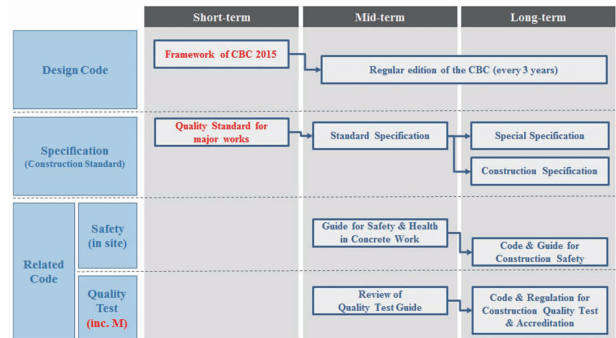 Short-term Mid-term Long-term
Design Code
Framework of CBC 2015
Regular edition of the CBC (every 3 years)
Specification
(Construction Standard)
Quality Standard for
major works
Standard Specification
Special Specification
Construction Specification
Related
Code
Safety
(in site)
Guide for Safety & Health
in Concrete Work
Code & Guide for
Construction Safety
Quality
Test
(inc. M)
Review of
Quality Test Guide
Code & Regulation for
Construction Quality Test
& Accreditation